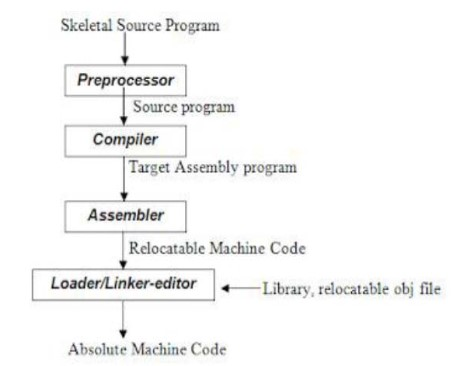 Skeletal Source Program
Preprocessor
Source program
Compiler
Target Assembly program
Assembler
Relocatable Machine Code
Loader/Linker-editor
Library, relocatable obj file
Absolute Machine Code